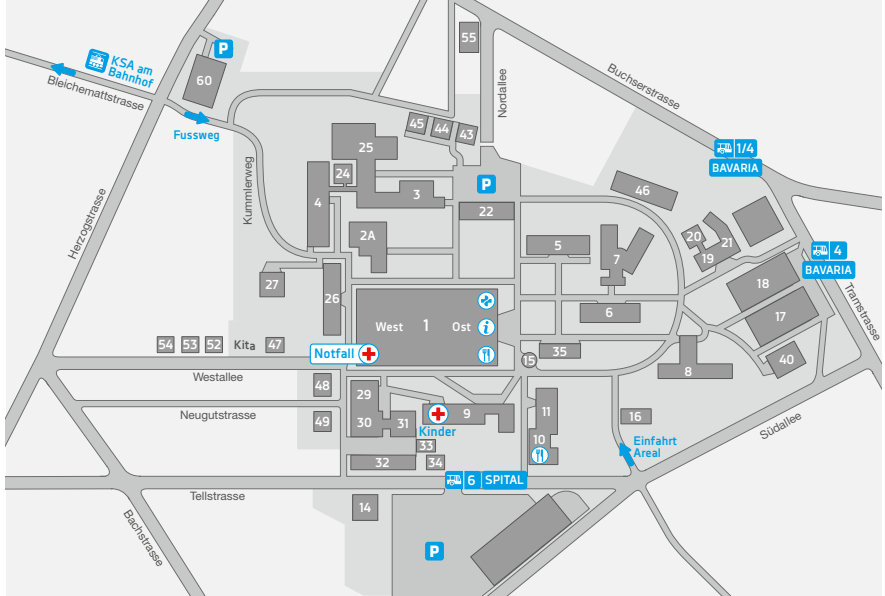 55
P
KSA am
Bahnhof
Bleichemattstrasse
60
Fussweg
Nordallee
Buchserstrasse
1/4
BAVARIA
45
44
43
25
24
4
3
P
22
46
Kummlerweg
Herzogstrasse
2A
5
7
20
21
19
4
BAVARIA
27
26
18
17
Tramstrasse
6
West
1
Ost
i
54
53
52
Kita
47
Notfall
15
35
40
8
Westallee
48
29
Neugutstrasse
49
30
31
9
Kinder
11
16
10
Einfahrt
Areal
Südallee
33
32
34
6
SPITAL
Tellstrasse
14
Bachstrasse
P